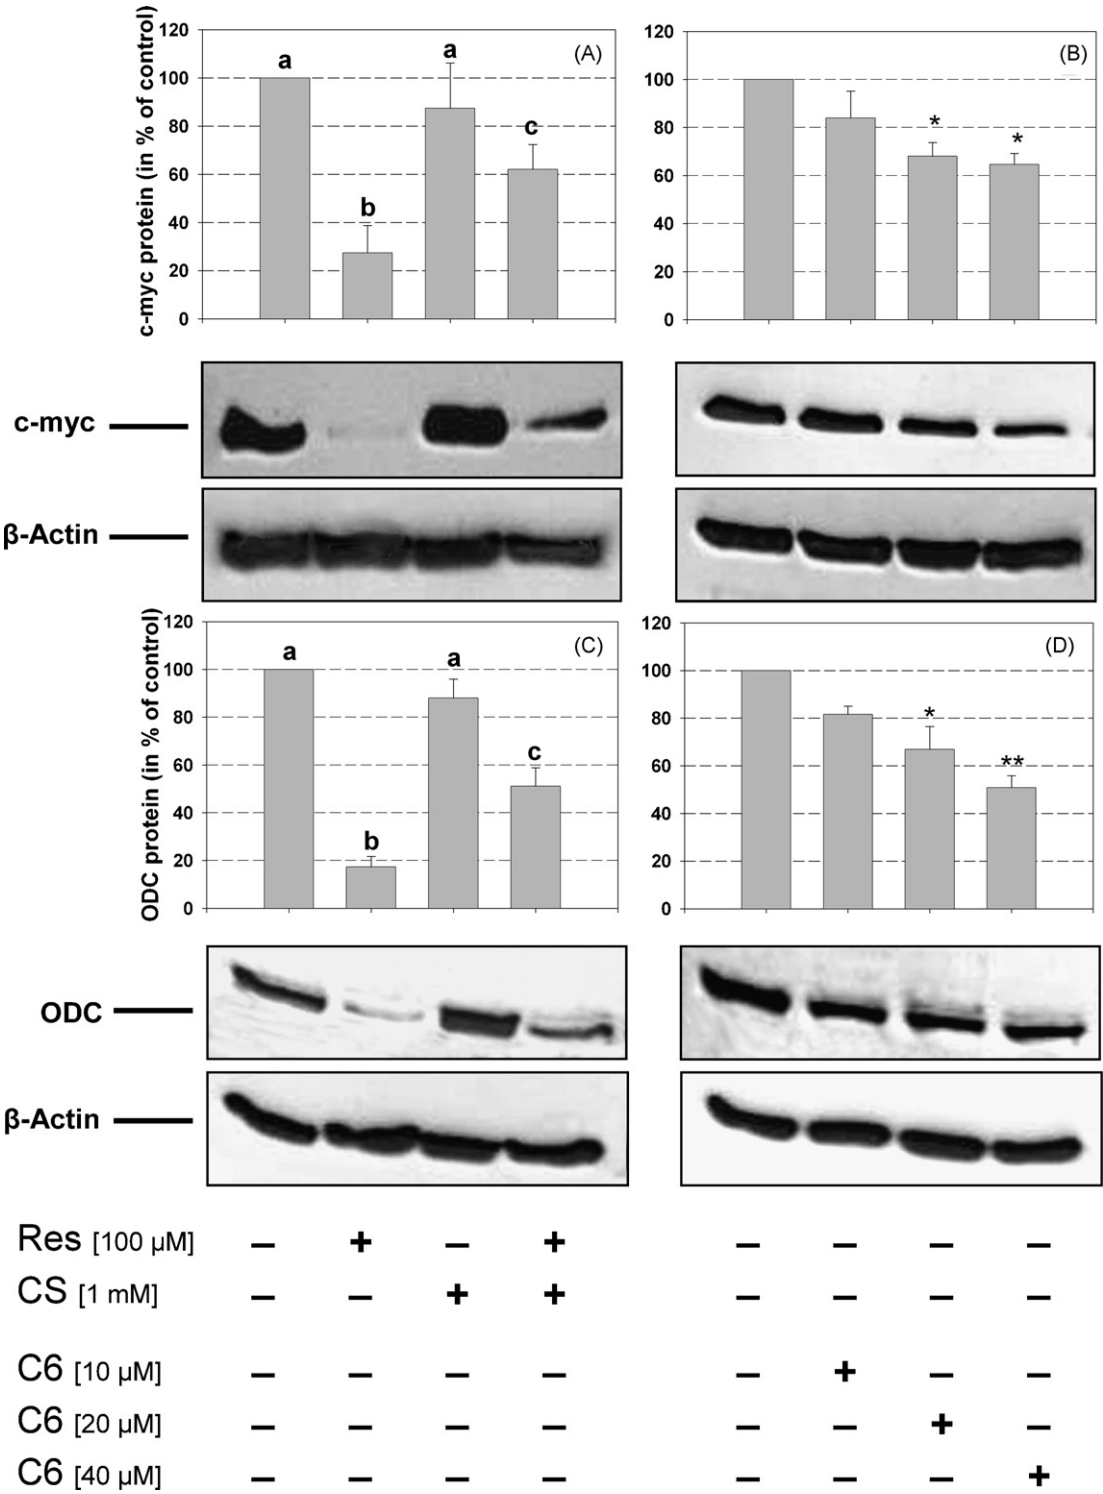 c-myc protein (in % of control)
120
100
80
60
40
20
0
a
b
a
c
(A)
120
100
80
60
40
20
0
*
*
(B)
c-myc
β-Actin
ODC protein (in % of control)
120
100
80
60
40
20
0
a
b
a
c
(C)
120
100
80
60
40
20
0
*
**
(D)
ODC
β-Actin
Res [100 µM] – + – + – – – –
CS [1 mM] – – + + – – – –
C6 [10 µM] – – – – – + – –
C6 [20 µM] – – – – – – + –
C6 [40 µM] – – – – – – – +